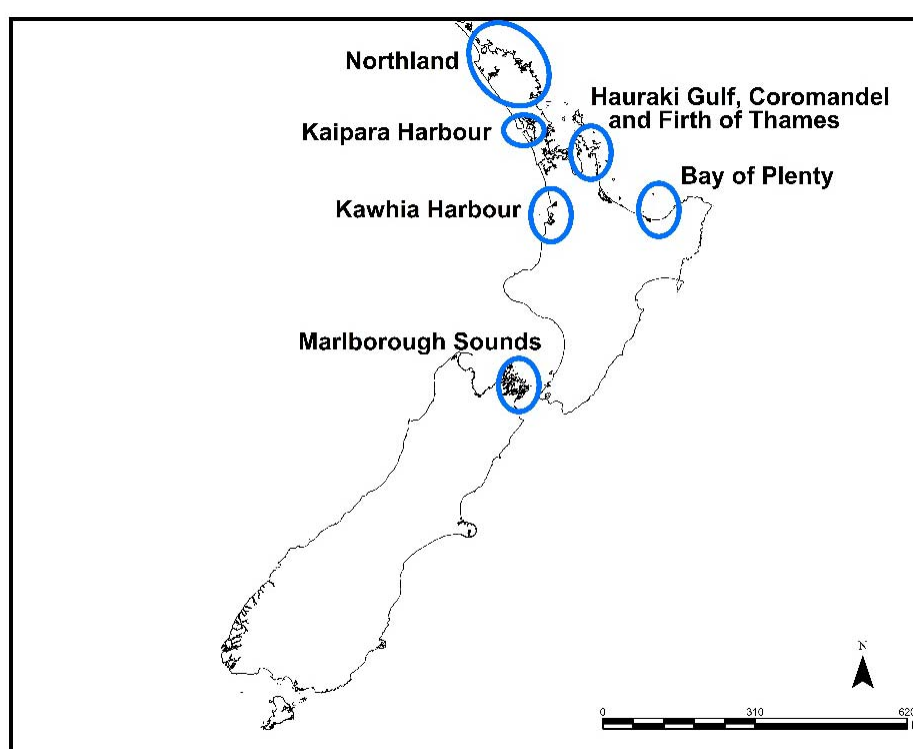 Northland
Hauraki Gulf, Coromandel
and Firth of Thames
Kaipara Harbour
Bay of Plenty
Kawhia Harbour
Marlborough Sounds
N
0 310 620